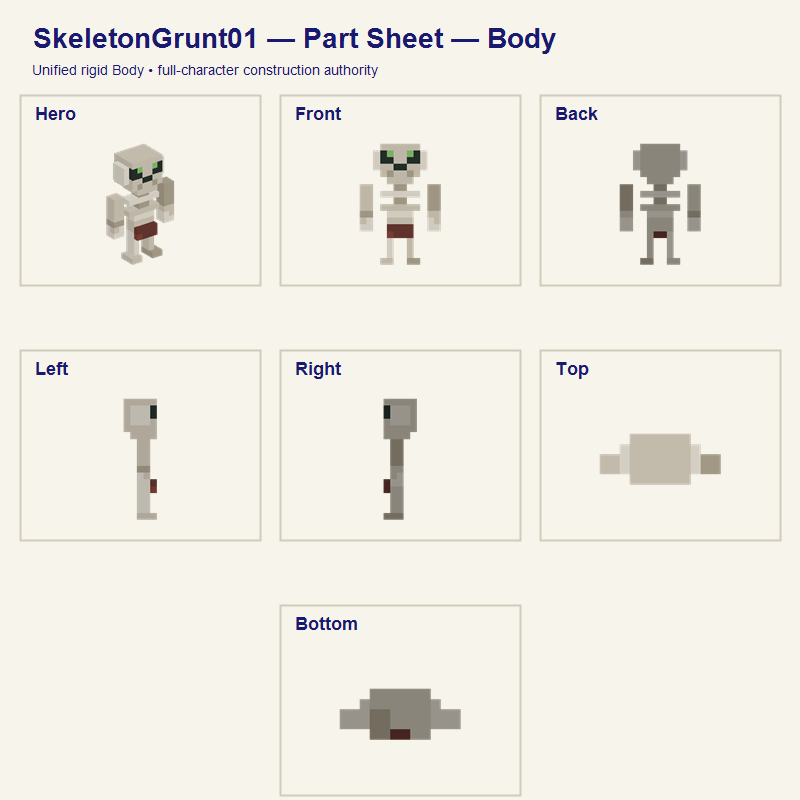 SkeletonGrunt01 — Part Sheet — Body
Unified rigid Body • full-character construction authority
Hero
Front
Back
Left
Right
Top
Bottom